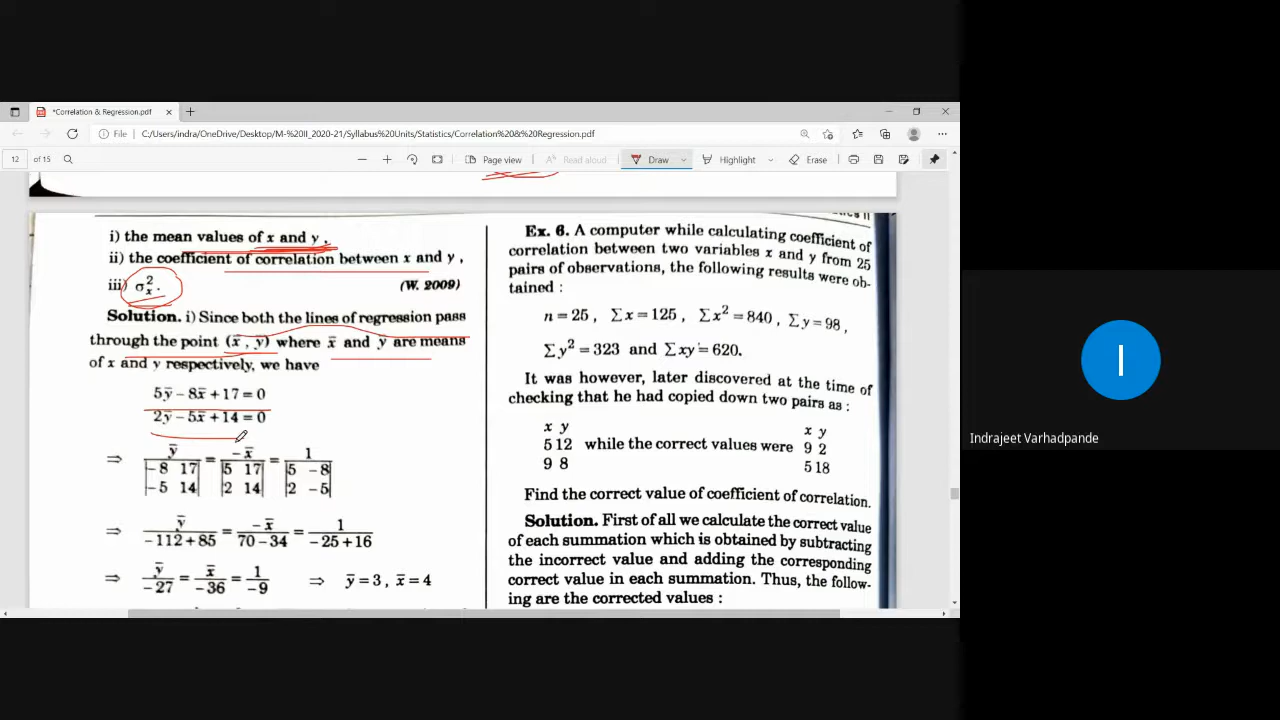 *Correlation & Regression.pdf
File C:/Users/indra/OneDrive/Desktop/M-%20II_2020-21/Syllabus%20Units/Statistics/Correlation%20&%20Regression.pdf
12 of 15 Page view Read aloud Draw Highlight Erase
i) the mean values of x and y ,
ii) the coefficient of correlation between x and y ,
iii) σₓ².
(W. 2009)
Solution. i) Since both the lines of regression pass
through the point (x̄ , ȳ) where x̄ and ȳ are means
of x and y respectively, we have
5ȳ − 8x̄ + 17 = 0
2ȳ − 5x̄ + 14 = 0
⇒ ȳ / |−8 17; −5 14| = −x̄ / |5 17; 2 14| = 1 / |5 −8; 2 −5|
⇒ ȳ / −112 + 85 = −x̄ / 70 − 34 = 1 / −25 + 16
⇒ ȳ / −27 = x̄ / −36 = 1 / −9 ⇒ ȳ = 3 , x̄ = 4
Ex. 6. A computer while calculating coefficient of
correlation between two variables x and y from 25
pairs of observations, the following results were ob-
tained :
n = 25 , ∑x = 125, ∑x² = 840, ∑y = 98,
∑y² = 323 and ∑xy = 620.
It was however, later discovered at the time of
checking that he had copied down two pairs as :
x y x y
5 12 while the correct values were 9 2
9 8 5 18
Find the correct value of coefficient of correlation.
Solution. First of all we calculate the correct value
of each summation which is obtained by subtracting
the incorrect value and adding the corresponding
correct value in each summation. Thus, the follow-
ing are the corrected values :
I
Indrajeet Varhadpande